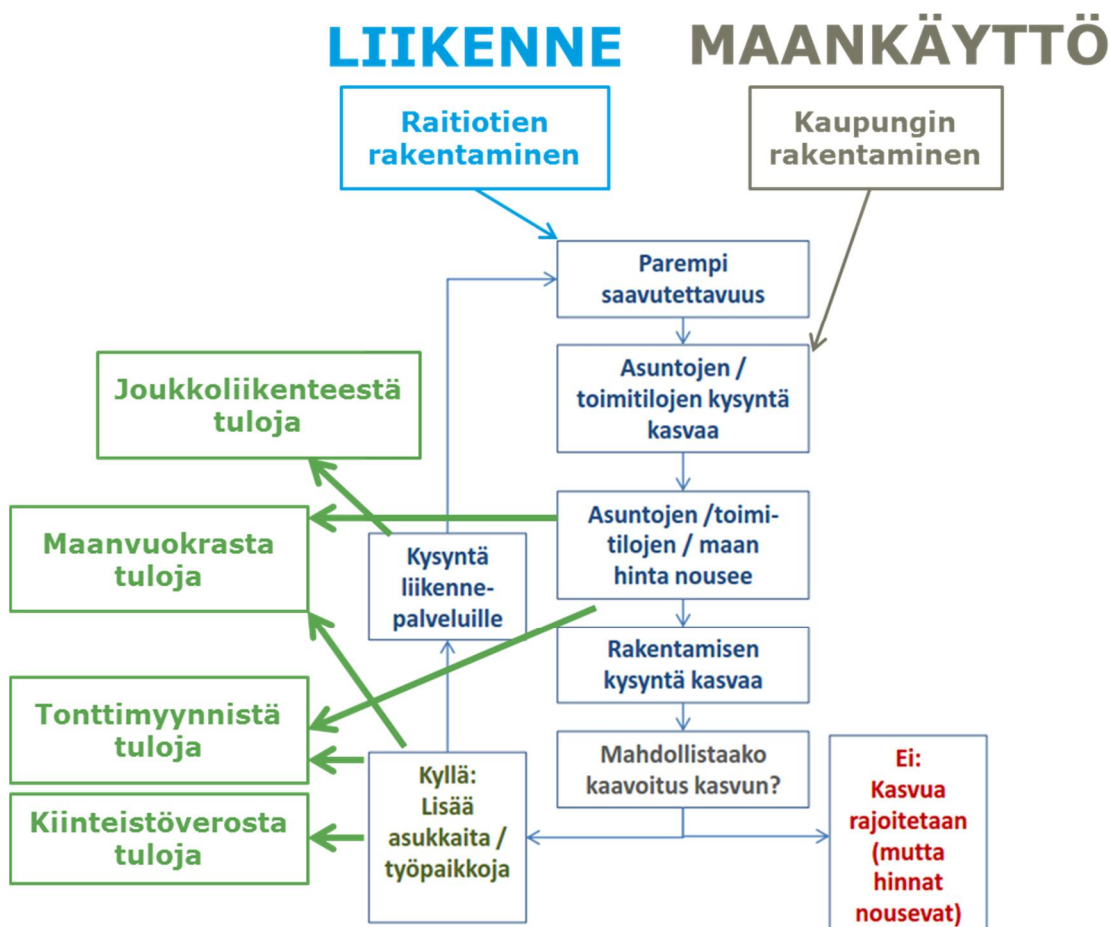 LIIKENNE
MAANKÄYTTÖ
Raitiotien
rakentaminen
Kaupungin
rakentaminen
Parempi
saavutettavuus
Asuntojen /
toimitilojen kysyntä
kasvaa
Joukkoliikenteestä
tuloja
Asuntojen /toimi-
tilojen / maan
hinta nousee
Maanvuokrasta
tuloja
Kysyntä
liikenne-
palveluille
Rakentamisen
kysyntä kasvaa
Tonttimyynnistä
tuloja
Mahdollistaako
kaavoitus kasvun?
Kyllä:
Lisää
asukkaita /
työpaikkoja
Ei:
Kasvua
rajoitetaan
(mutta
hinnat
nousevat)
Kiinteistöverosta
tuloja